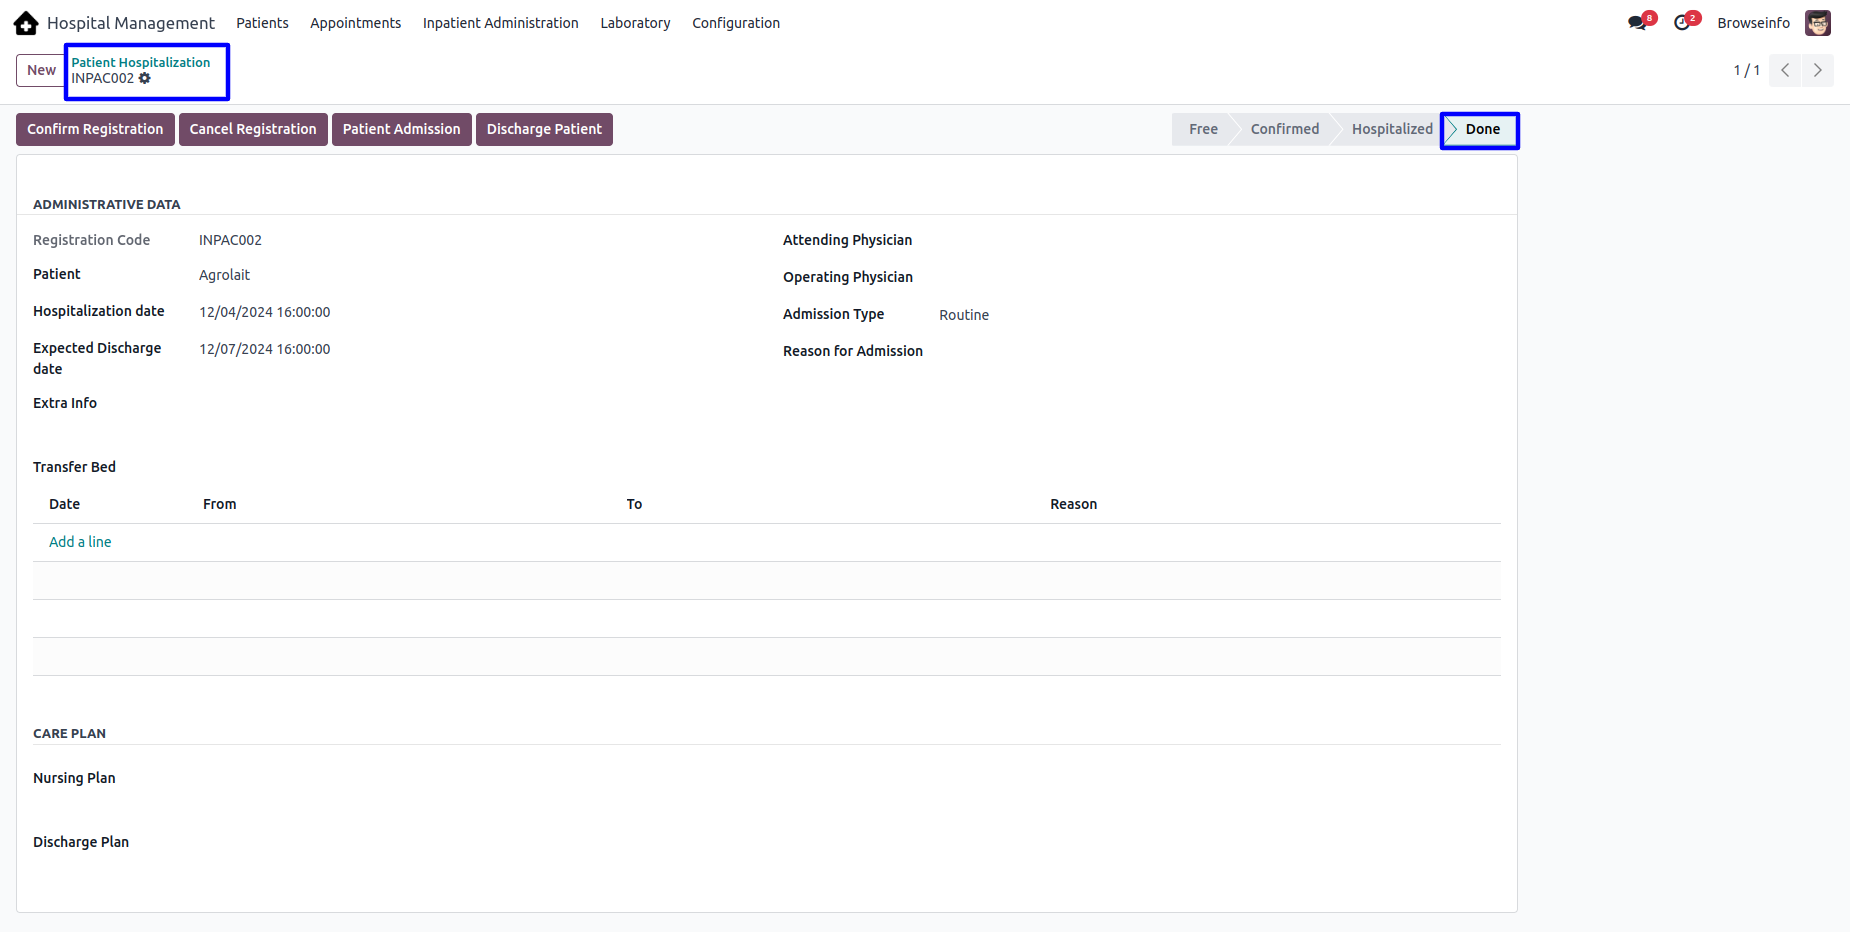 Hospital Management Patients Appointments Inpatient Administration Laboratory Configuration 8 2 Browseinfo
New Patient Hospitalization
INPAC002
1 / 1
Confirm Registration Cancel Registration Patient Admission Discharge Patient Free Confirmed Hospitalized Done
ADMINISTRATIVE DATA
Registration Code INPAC002 Attending Physician
Patient Agrolait Operating Physician
Hospitalization date 12/04/2024 16:00:00 Admission Type Routine
Expected Discharge date 12/07/2024 16:00:00 Reason for Admission
Extra Info
Transfer Bed
Date From To Reason
Add a line
CARE PLAN
Nursing Plan
Discharge Plan